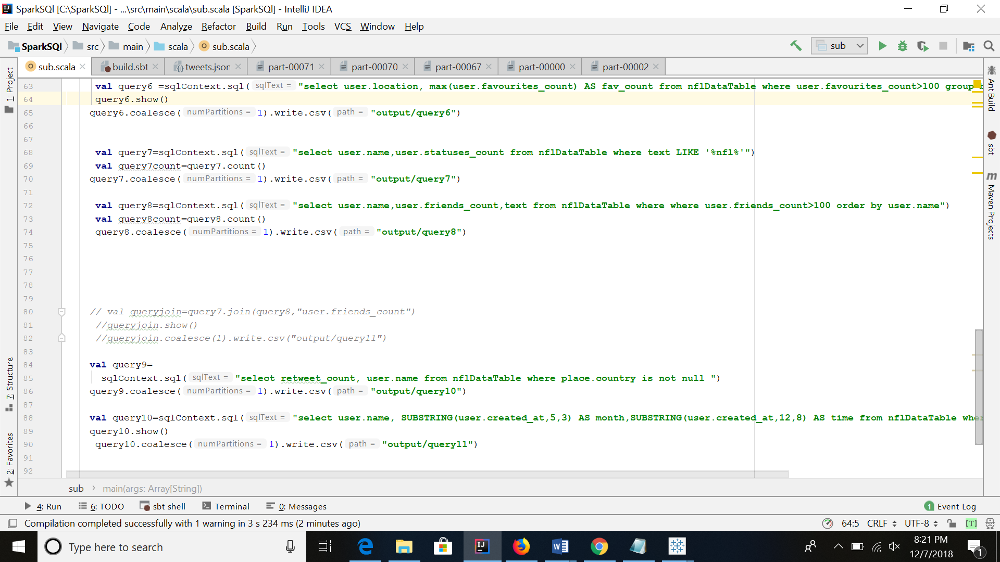 SparkSQl [C:\SparkSQl] - ...\src\main\scala\sub.scala [SparkSQl] - IntelliJ IDEA
File Edit View Navigate Code Analyze Refactor Build Run Tools VCS Window Help
SparkSQl src main scala sub.scala sub
sub.scala build.sbt tweets.json part-00071 part-00070 part-00067 part-00000 part-00002
1: Project
7: Structure
2: Favorites
63 val query6 =sqlContext.sql( sqlText = "select user.location, max(user.favourites_count) AS fav_count from nflDataTable where user.favourites_count>100 group
64 query6.show()
65 query6.coalesce( numPartitions = 1).write.csv( path = "output/query6")
66
67
68 val query7=sqlContext.sql( sqlText = "select user.name,user.statuses_count from nflDataTable where text LIKE '%nfl%'")
69 val query7count=query7.count()
70 query7.coalesce( numPartitions = 1).write.csv( path = "output/query7")
71
72 val query8=sqlContext.sql( sqlText = "select user.name,user.friends_count,text from nflDataTable where where user.friends_count>100 order by user.name")
73 val query8count=query8.count()
74 query8.coalesce( numPartitions = 1).write.csv( path = "output/query8")
75
76
77
78
79
80 // val queryjoin=query7.join(query8,"user.friends_count")
81 //queryjoin.show()
82 //queryjoin.coalesce(1).write.csv("output/query11")
83
84 val query9=
85 sqlContext.sql( sqlText = "select retweet_count, user.name from nflDataTable where place.country is not null ")
86 query9.coalesce( numPartitions = 1).write.csv( path = "output/query10")
87
88 val query10=sqlContext.sql( sqlText = "select user.name, SUBSTRING(user.created_at,5,3) AS month,SUBSTRING(user.created_at,12,8) AS time from nflDataTable whe
89 query10.show()
90 query10.coalesce( numPartitions = 1).write.csv( path = "output/query11")
91
92
Ant Build
sbt
Maven Projects
sub › main(args: Array[String])
4: Run 6: TODO sbt shell Terminal 0: Messages 1 Event Log
Compilation completed successfully with 1 warning in 3 s 234 ms (2 minutes ago) 64:5 CRLF UTF-8 [T]
Type here to search
8:21 PM
12/7/2018
1